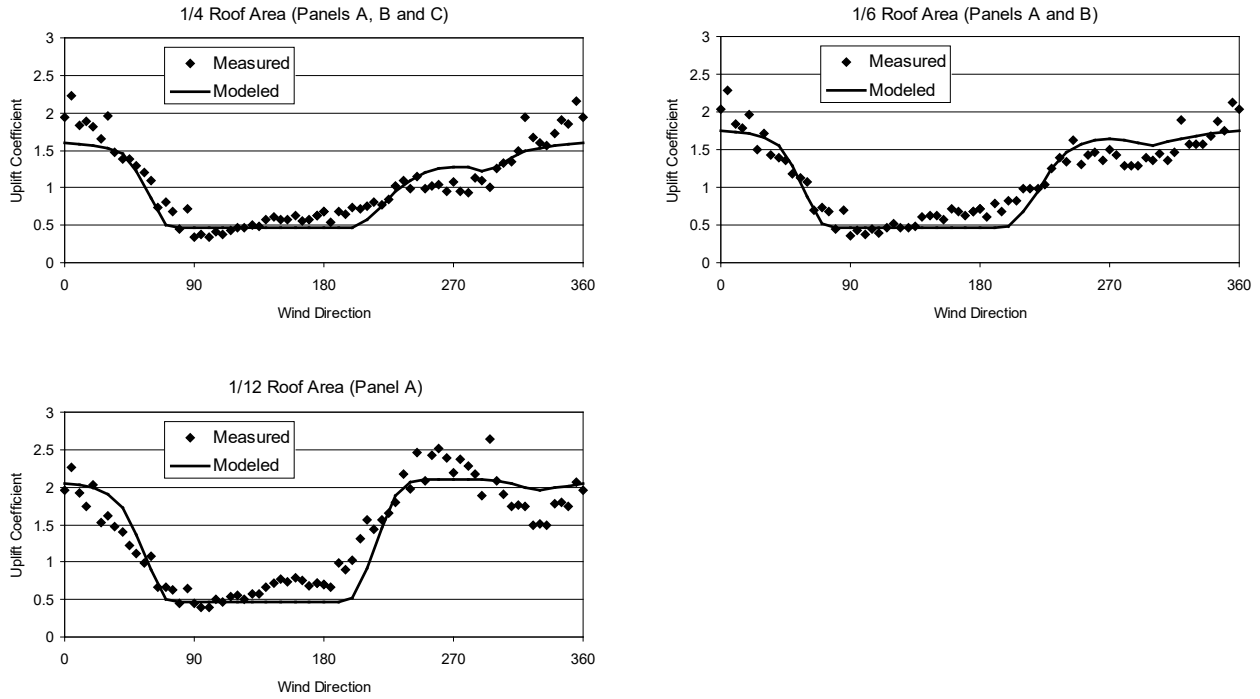 1/4 Roof Area (Panels A, B and C)
3
2.5
2
1.5
1
0.5
0
Uplift Coefficient
Measured
Modeled
0 90 180 270 360
Wind Direction
1/6 Roof Area (Panels A and B)
3
2.5
2
1.5
1
0.5
0
Uplift Coefficient
Measured
Modeled
0 90 180 270 360
Wind Direction
1/12 Roof Area (Panel A)
3
2.5
2
1.5
1
0.5
0
Uplift Coefficient
Measured
Modeled
0 90 180 270 360
Wind Direction